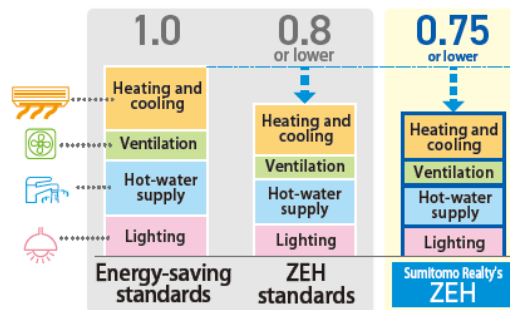 1.0
0.8
or lower
0.75
or lower
Heating and
cooling
Ventilation
Hot-water
supply
Lighting
Heating and
cooling
Ventilation
Hot-water
supply
Lighting
Heating and
cooling
Ventilation
Hot-water
supply
Lighting
Energy-saving
standards
ZEH
standards
Sumitomo Realty's
ZEH